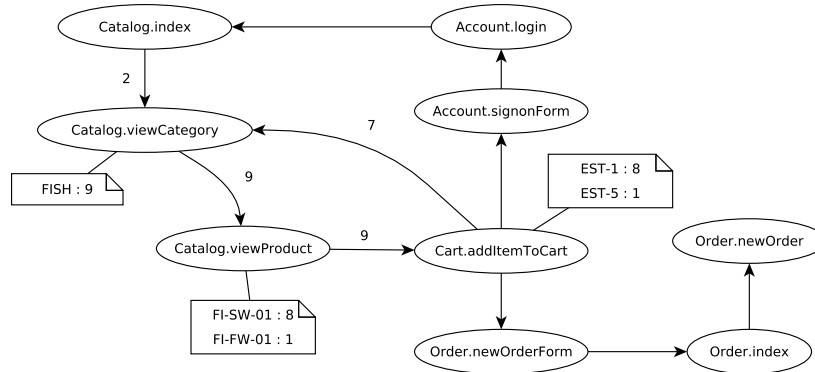 Catalog.index
Account.login
2
Account.signonForm
Catalog.viewCategory
7
FISH : 9
9
EST-1 : 8
EST-5 : 1
Catalog.viewProduct
9
Cart.addItemToCart
Order.newOrder
FI-SW-01 : 8
FI-FW-01 : 1
Order.newOrderForm
Order.index